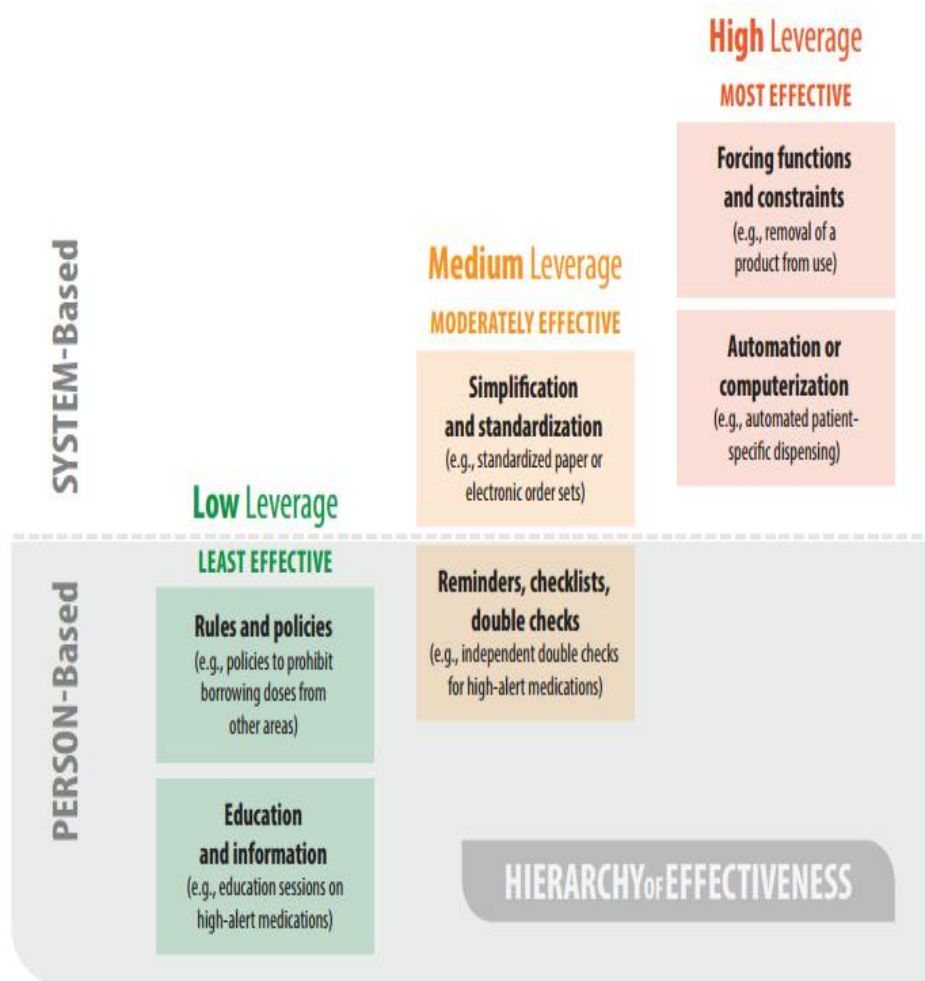 High Leverage
MOST EFFECTIVE
Forcing functions
and constraints
(e.g., removal of a
product from use)
Automation or
computerization
(e.g., automated patient-
specific dispensing)
SYSTEM-Based
Medium Leverage
MODERATELY EFFECTIVE
Simplification
and standardization
(e.g., standardized paper or
electronic order sets)
Reminders, checklists,
double checks
(e.g., independent double checks
for high-alert medications)
Low Leverage
LEAST EFFECTIVE
Rules and policies
(e.g., policies to prohibit
borrowing doses from
other areas)
Education
and information
(e.g., education sessions on
high-alert medications)
PERSON-Based
HIERARCHY OF EFFECTIVENESS